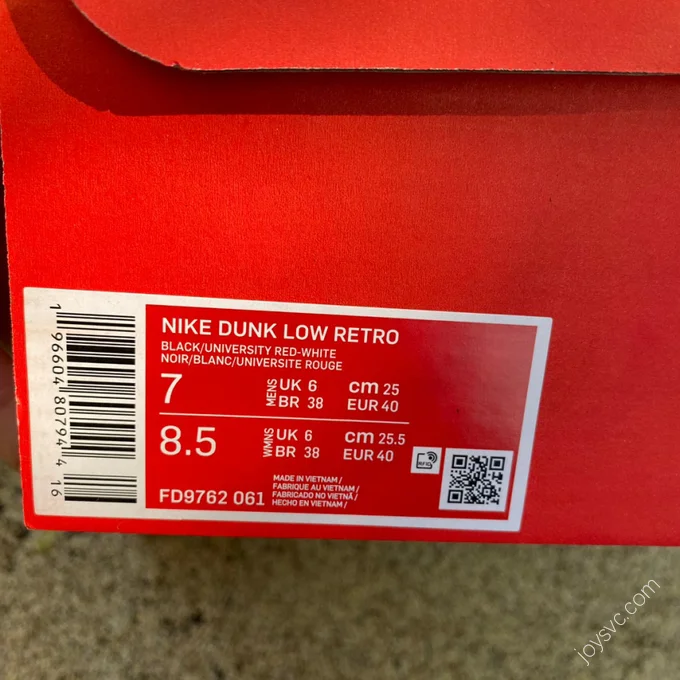 NIKE DUNK LOW RETRO
BLACK/UNIVERSITY RED-WHITE
NOIR/BLANC/UNIVERSITE ROUGE
7 MENS UK 6 cm 25
BR 38 EUR 40
8.5 WMNS UK 6 cm 25.5
BR 38 EUR 40
RFID
FD9762 061
MADE IN VIETNAM /
FABRIQUE AU VIETNAM /
FABRICADO NO VIETNÃ /
HECHO EN VIETNAM /
1 96604 80794 4 16
joysvc.com